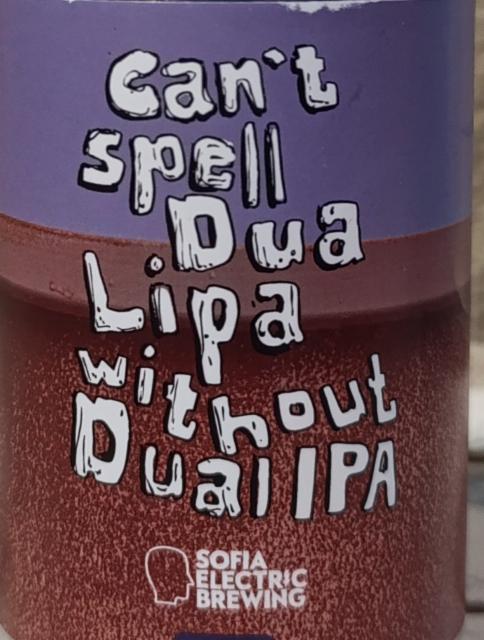 can't
spell
Dua
Lipa
without
Dual IPA
SOFIA
ELECTRIC
BREWING